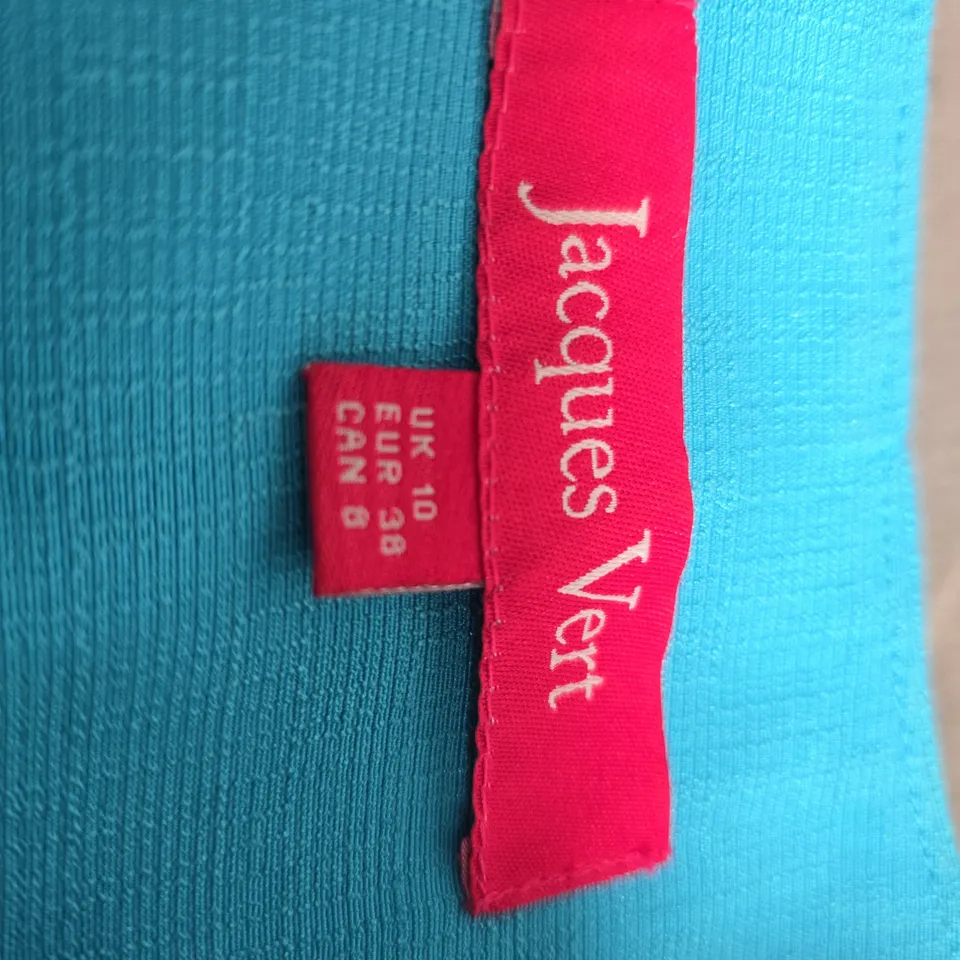 Jacques Vert
UK 10
EUR 38
CAN 8